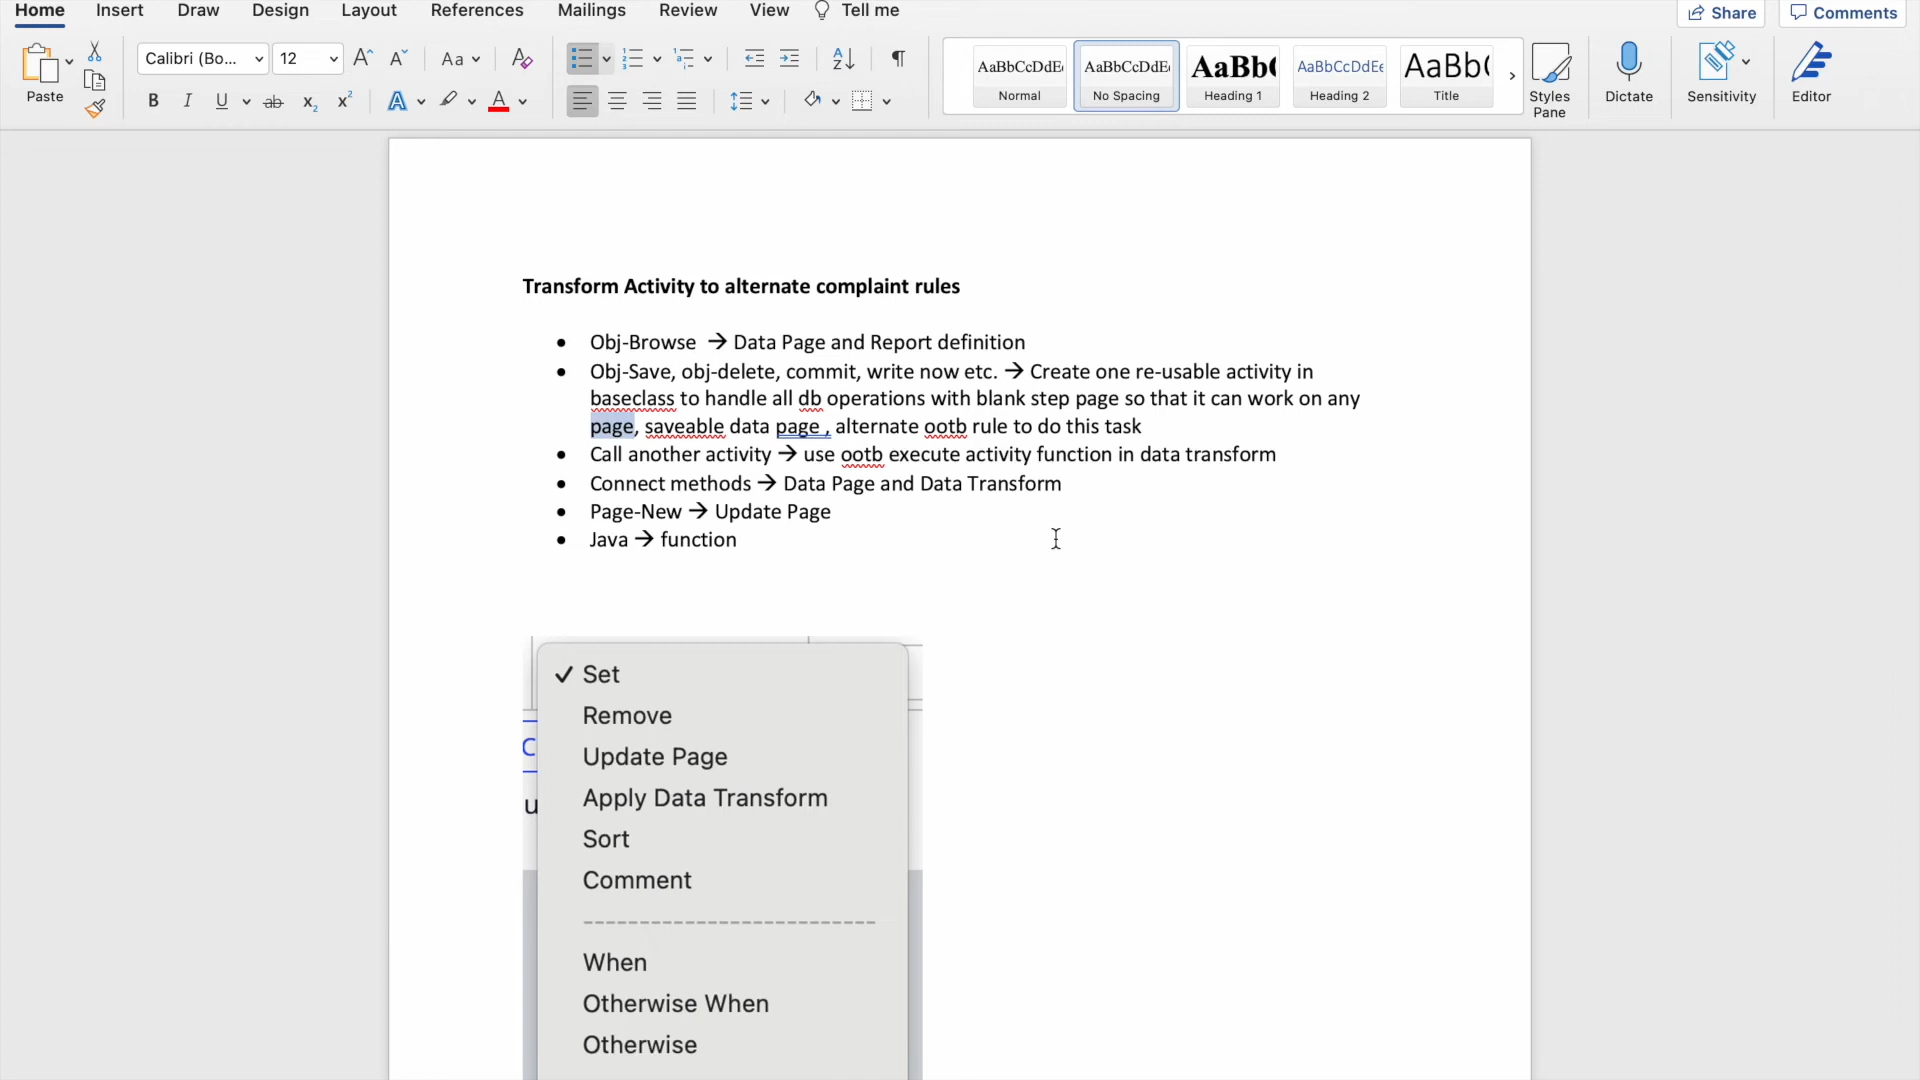 Home Insert Draw Design Layout References Mailings Review View Tell me Share Comments
Paste Calibri (Bo... 12 Aa AaBbCcDdEe AaBbCcDdEe AaBb( AaBbCcDdEe AaBb(
Normal No Spacing Heading 1 Heading 2 Title Styles Pane Dictate Sensitivity Editor
Transform Activity to alternate complaint rules
• Obj-Browse → Data Page and Report definition
• Obj-Save, obj-delete, commit, write now etc. → Create one re-usable activity in
baseclass to handle all db operations with blank step page so that it can work on any
page, saveable data page , alternate ootb rule to do this task
• Call another activity → use ootb execute activity function in data transform
• Connect methods → Data Page and Data Transform
• Page-New → Update Page
• Java → function
✓ Set
Remove
Update Page
Apply Data Transform
Sort
Comment
------------------------------
When
Otherwise When
Otherwise